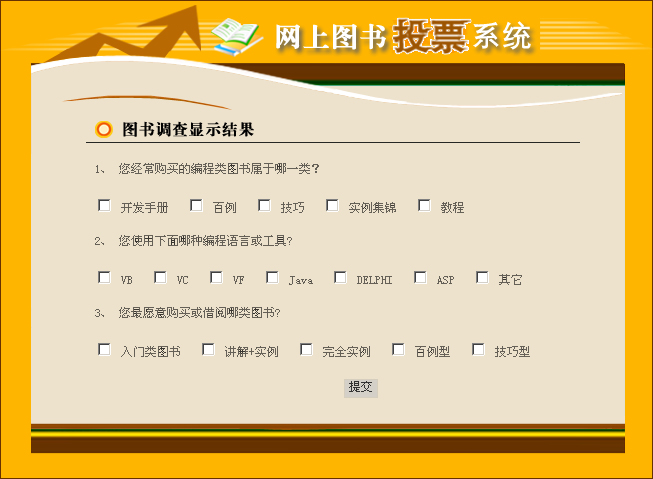 网上图书投票系统
图书调查显示结果
1、 您经常购买的编程类图书属于哪一类?
开发手册 百例 技巧 实例集锦 教程
2、 您使用下面哪种编程语言或工具?
VB VC VF Java DELPHI ASP 其它
3、 您最愿意购买或借阅哪类图书?
入门类图书 讲解+实例 完全实例 百例型 技巧型
提交